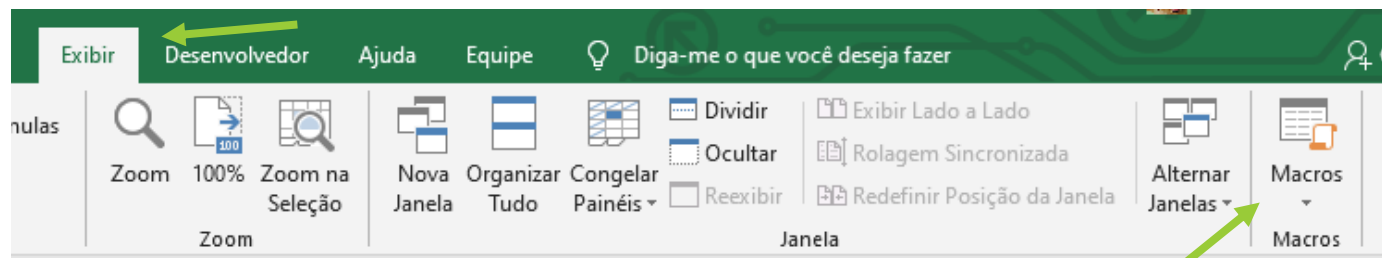 Exibir Desenvolvedor Ajuda Equipe Diga-me o que você deseja fazer
nulas
Zoom
100%
100
Zoom na
Seleção
Zoom
Nova
Janela
Organizar
Tudo
Congelar
Painéis
Dividir
Ocultar
Reexibir
Exibir Lado a Lado
Rolagem Sincronizada
Redefinir Posição da Janela
Alternar
Janelas
Janela
Macros
Macros